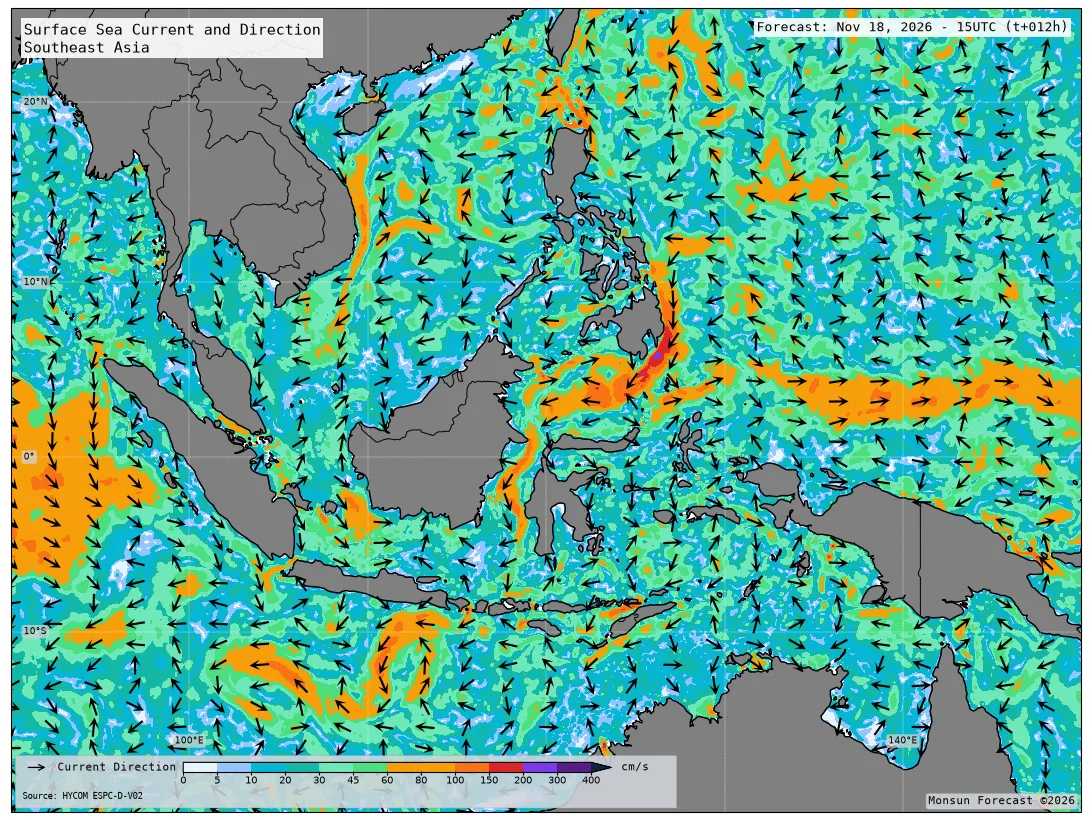 Surface Sea Current and Direction
Southeast Asia
Forecast: Nov 18, 2026 - 15UTC (t+012h)
20°N
10°N
0°
10°S
100°E
140°E
Current Direction
0 5 10 20 30 45 60 80 100 150 200 300 400 cm/s
Source: HYCOM ESPC-D-V02
Monsun Forecast ©2026